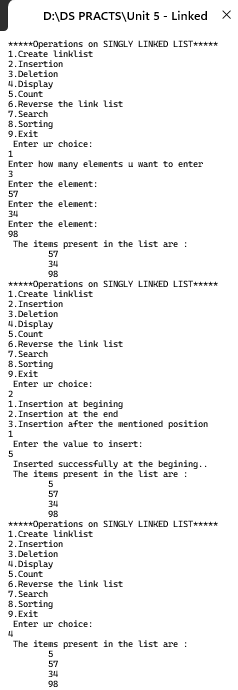 D:\DS PRACTS\Unit 5 - Linked
*****Operations on SINGLY LINKED LIST*****
1.Create linklist
2.Insertion
3.Deletion
4.Display
5.Count
6.Reverse the link list
7.Search
8.Sorting
9.Exit
Enter ur choice:
1
Enter how many elements u want to enter
3
Enter the element:
57
Enter the element:
34
Enter the element:
98
The items present in the list are :
57
34
98
*****Operations on SINGLY LINKED LIST*****
1.Create linklist
2.Insertion
3.Deletion
4.Display
5.Count
6.Reverse the link list
7.Search
8.Sorting
9.Exit
Enter ur choice:
2
1.Insertion at begining
2.Insertion at the end
3.Insertion after the mentioned position
1
Enter the value to insert:
5
Inserted successfully at the begining..
The items present in the list are :
5
57
34
98
*****Operations on SINGLY LINKED LIST*****
1.Create linklist
2.Insertion
3.Deletion
4.Display
5.Count
6.Reverse the link list
7.Search
8.Sorting
9.Exit
Enter ur choice:
4
The items present in the list are :
5
57
34
98